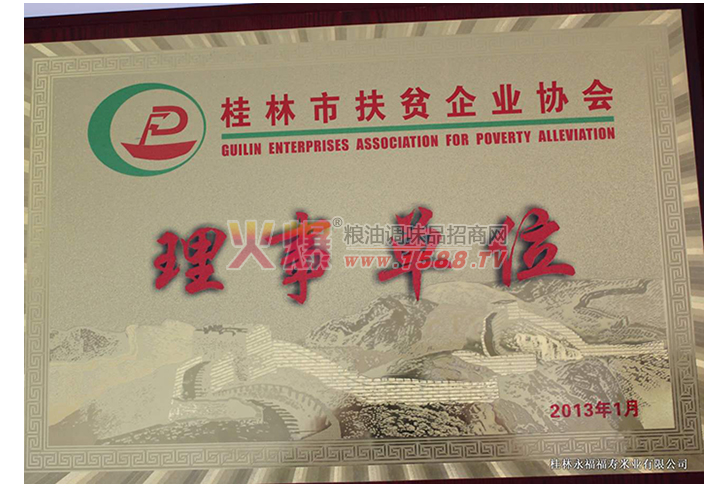 桂林市扶贫企业协会
GUILIN ENTERPRISES ASSOCIATION FOR POVERTY ALLEVIATION
理事单位
火爆®粮油调味品招商网
www.1588.TV
2013年1月
桂林永福福寿米业有限公司